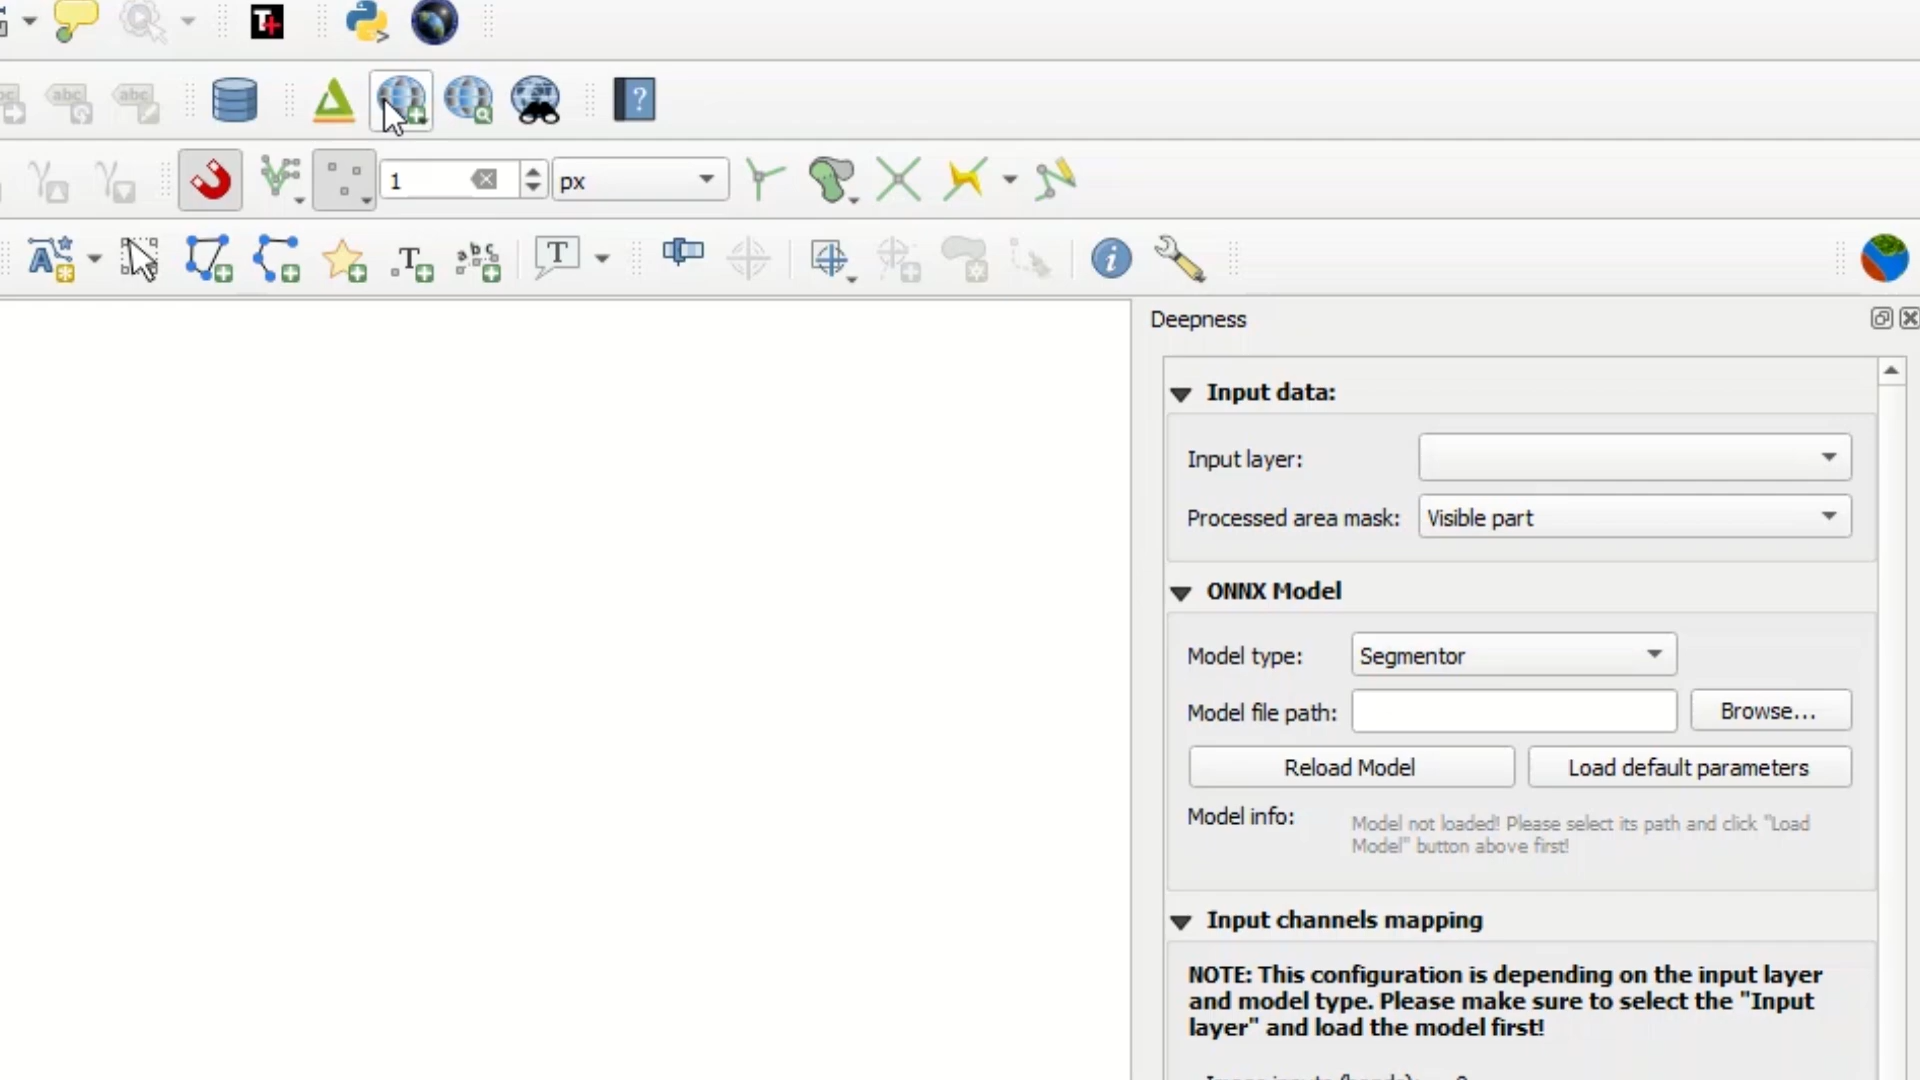 abc
abc
1
px
T
abc
T
Deepness
Input data:
Input layer:
Processed area mask: Visible part
ONNX Model
Model type: Segmentor
Model file path: Browse...
Reload Model Load default parameters
Model info: Model not loaded! Please select its path and click "Load
Model" button above first!
Input channels mapping
NOTE: This configuration is depending on the input layer
and model type. Please make sure to select the "Input
layer" and load the model first!